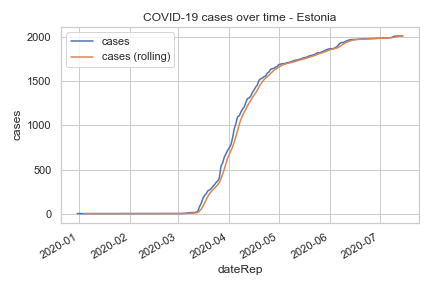 COVID-19 cases over time - Estonia
cases
cases (rolling)
2000
1500
1000
500
0
cases
2020-01
2020-02
2020-03
2020-04
2020-05
2020-06
2020-07
dateRep